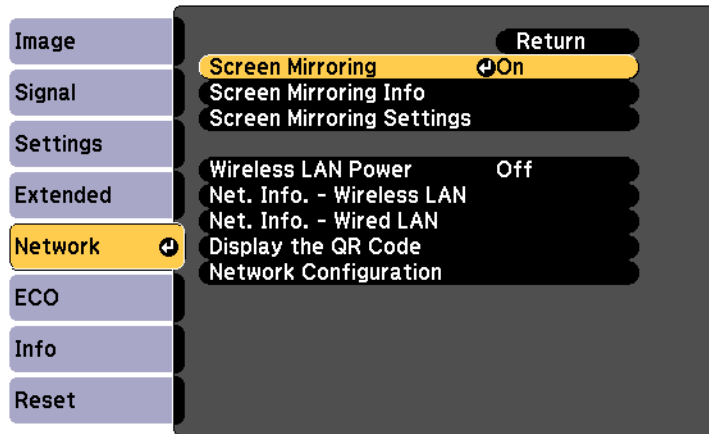 Image
Signal
Settings
Extended
Network
ECO
Info
Reset
Return
Screen Mirroring On
Screen Mirroring Info
Screen Mirroring Settings
Wireless LAN Power Off
Net. Info. - Wireless LAN
Net. Info. - Wired LAN
Display the QR Code
Network Configuration